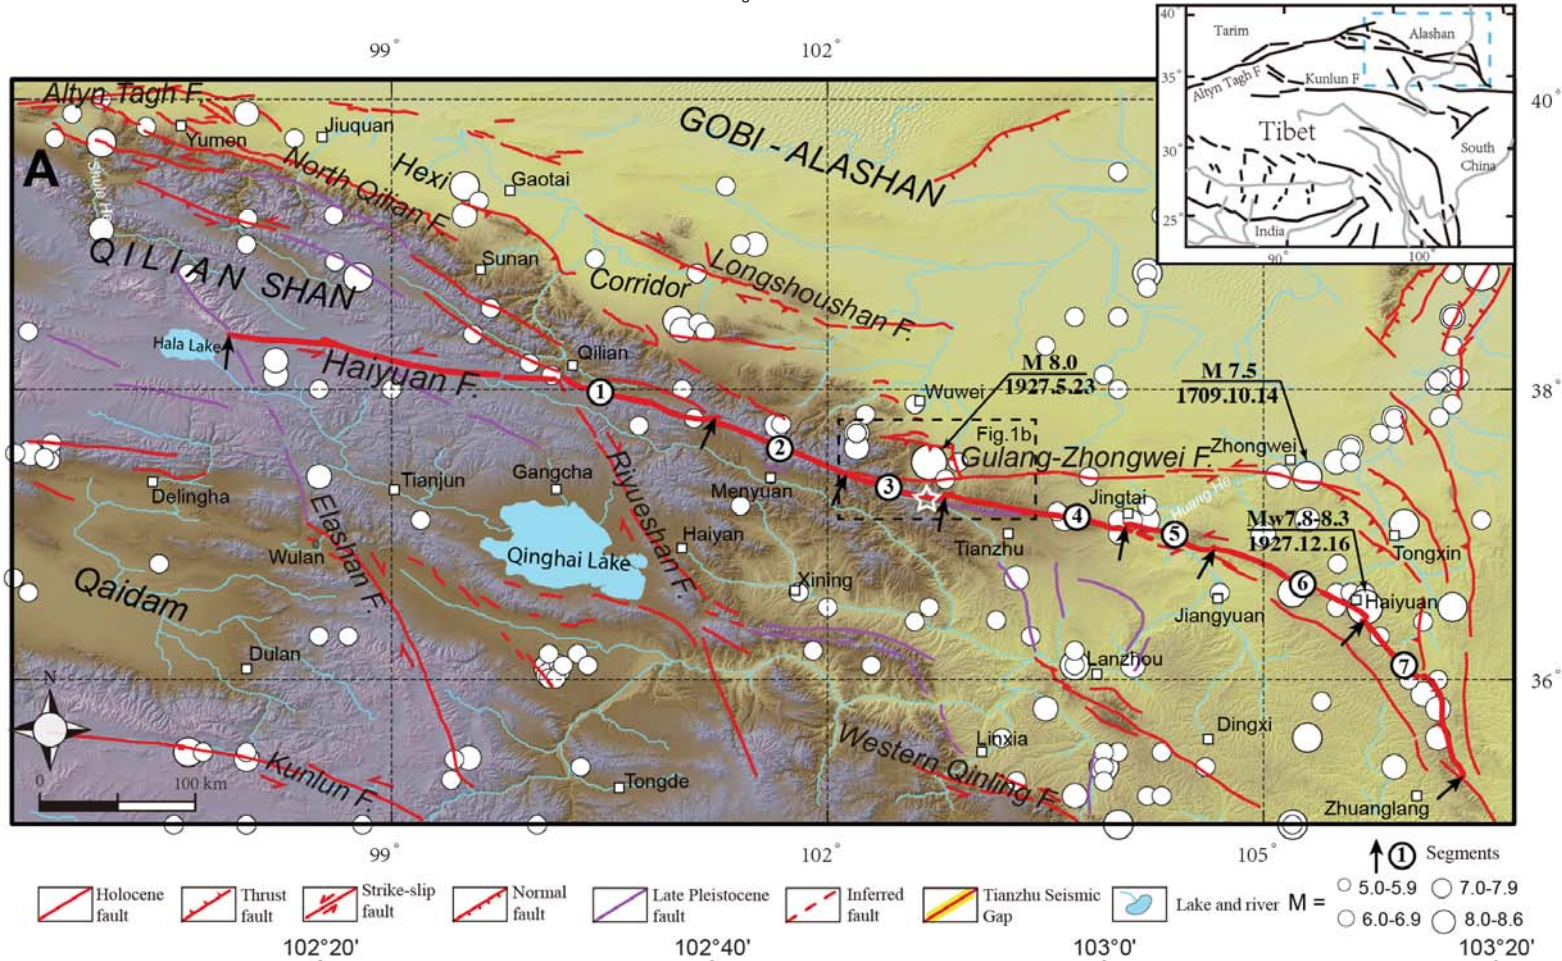 99°
102°
40°
35°
30°
25°
90°
100°
Tarim
Alashan
Altyn Tagh F
Kunlun F
Tibet
South
China
India
40°
38°
36°
A
Altyn Tagh F.
Yumen
Jiuquan
North Qilian F.
Hexi
Gaotai
GOBI - ALASHAN
QILIAN SHAN
Sunan
Corridor
Longshoushan F.
Hala Lake
Haiyuan F.
Qilian
1
2
3
4
5
6
7
Wuwei
M 8.0
1927.5.23
M 7.5
1709.10.14
Fig.1b
Gulang-Zhongwei F.
Zhongwei
Huang He
Jingtai
Mw7.8-8.3
1927.12.16
Tongxin
Delingha
Tianjun
Gangcha
Riyueshan F.
Menyuan
Haiyan
Tianzhu
Elashan F.
Wulan
Qinghai Lake
Xining
Jiangyuan
Haiyuan
Qaidam
Dulan
Lanzhou
N
Dingxi
Linxia
Western Qinling F.
0
100 km
Kunlun F.
Tongde
Zhuanglang
99°
102°
105°
1 Segments
Holocene
fault
Thrust
fault
Strike-slip
fault
Normal
fault
Late Pleistocene
fault
Inferred
fault
Tianzhu Seismic
Gap
Lake and river
M =
5.0-5.9
7.0-7.9
6.0-6.9
8.0-8.6
102°20'
102°40'
103°0'
103°20'